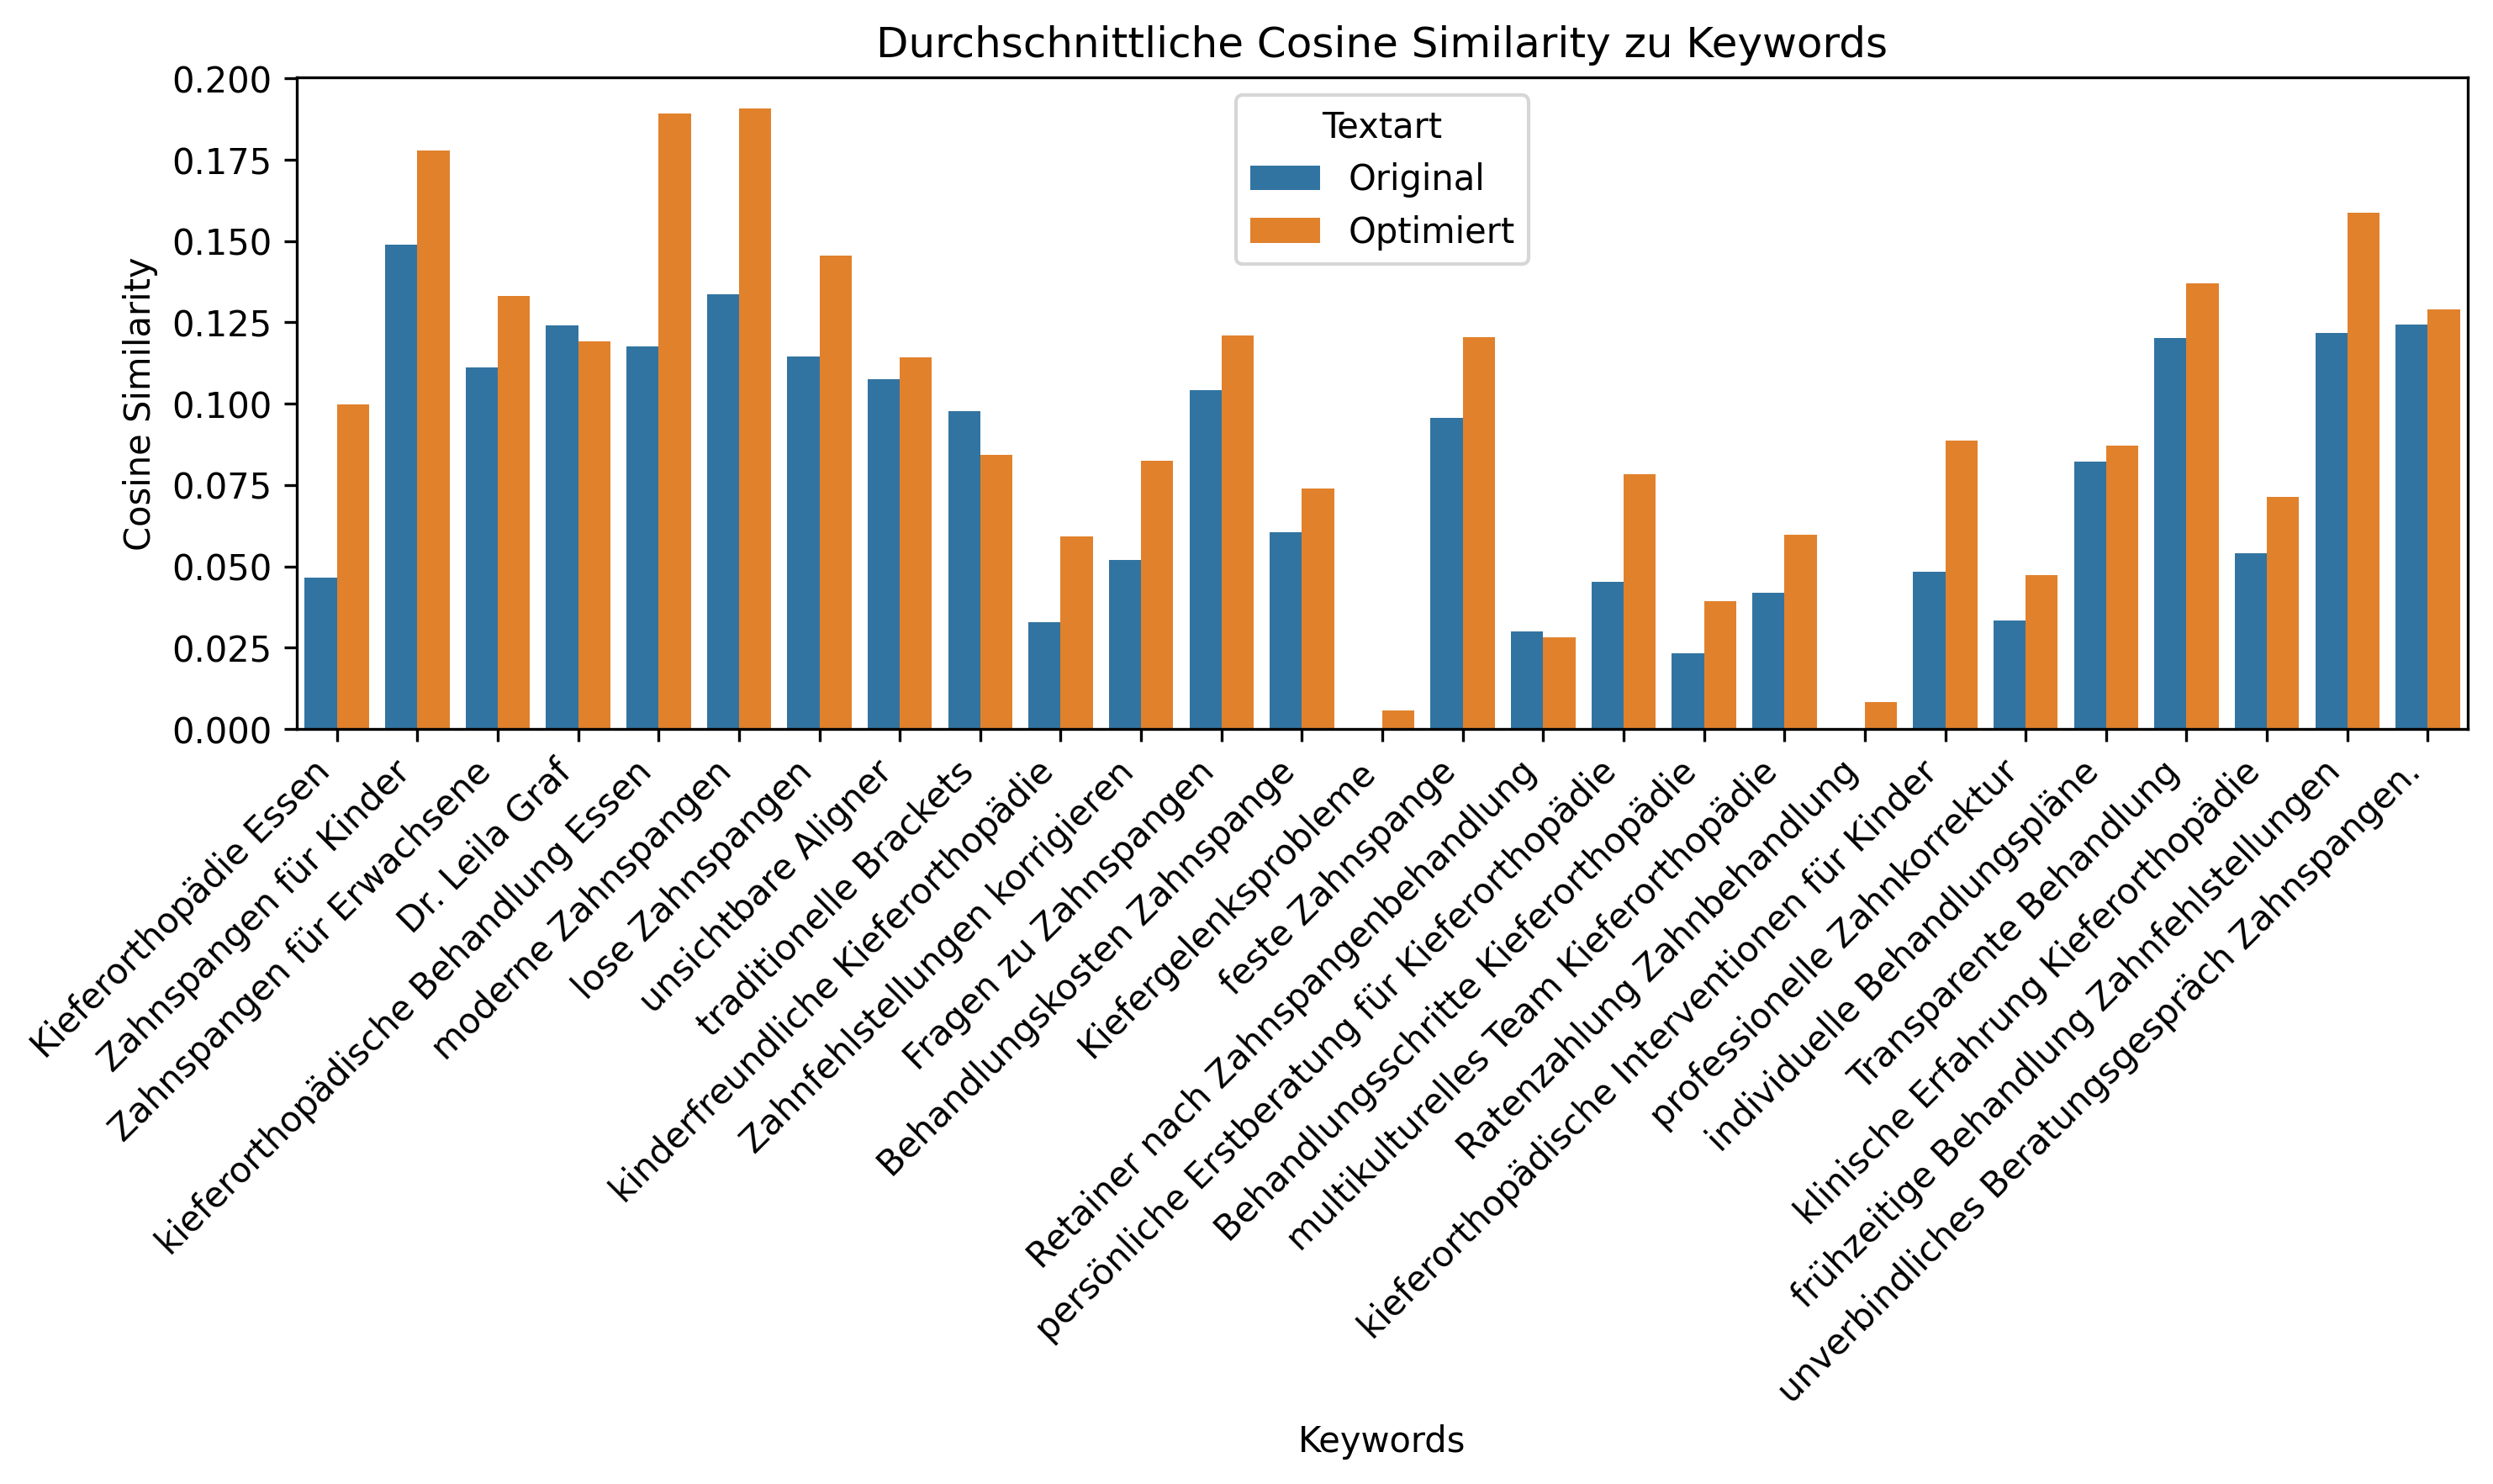 Durchschnittliche Cosine Similarity zu Keywords
Textart
Original
Optimiert
Cosine Similarity
0.200
0.175
0.150
0.125
0.100
0.075
0.050
0.025
0.000
Kieferorthopädie Essen
Zahnspangen für Kinder
Zahnspangen für Erwachsene
Dr. Leila Graf
kieferorthopädische Behandlung Essen
moderne Zahnspangen
lose Zahnspangen
unsichtbare Aligner
traditionelle Brackets
kinderfreundliche Kieferorthopädie
Zahnfehlstellungen korrigieren
Fragen zu Zahnspangen
Behandlungskosten Zahnspange
Kiefergelenksprobleme
feste Zahnspange
Retainer nach Zahnspangenbehandlung
persönliche Erstberatung für Kieferorthopädie
Behandlungsschritte Kieferorthopädie
multikulturelles Team Kieferorthopädie
Ratenzahlung Zahnbehandlung
kieferorthopädische Interventionen für Kinder
professionelle Zahnkorrektur
individuelle Behandlungspläne
Transparente Behandlung
klinische Erfahrung Kieferorthopädie
frühzeitige Behandlung Zahnfehlstellungen
unverbindliches Beratungsgespräch Zahnspangen.
Keywords